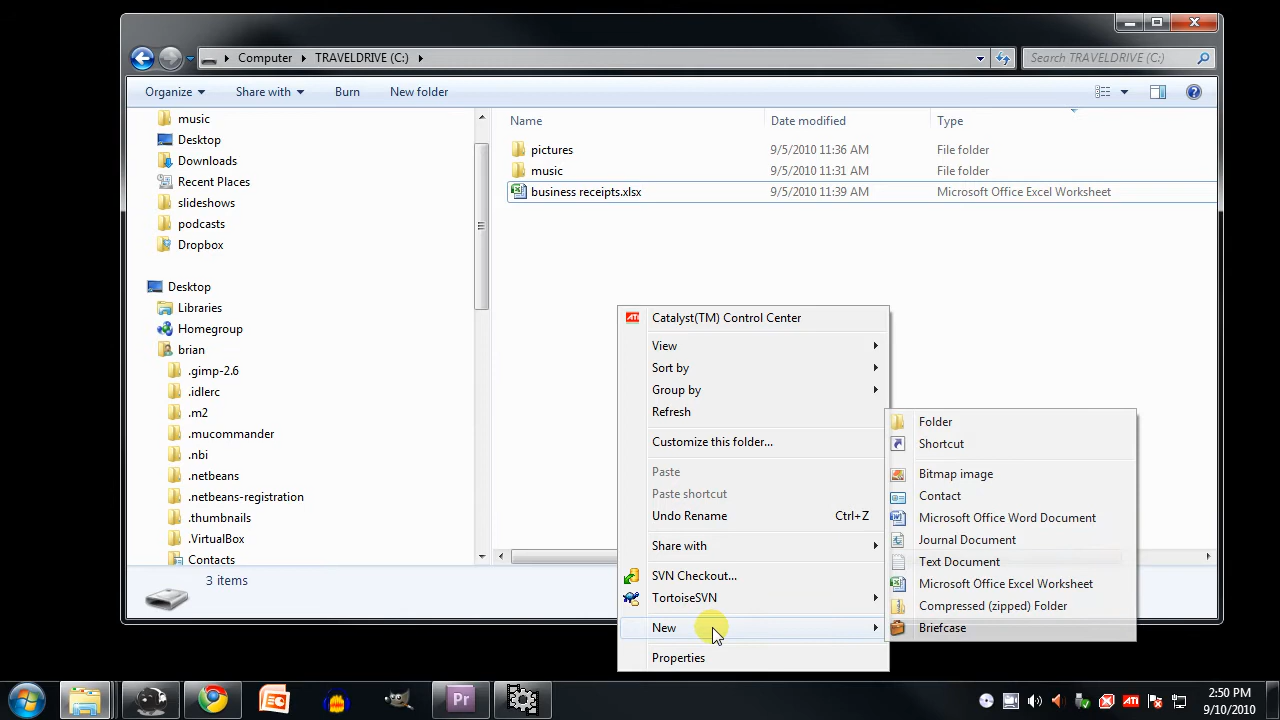 Computer
TRAVELDRIVE (C:)
Search TRAVELDRIVE (C:)
Organize
Share with
Burn
New folder
music
Desktop
Downloads
Recent Places
slideshows
podcasts
Dropbox
Desktop
Libraries
Homegroup
brian
.gimp-2.6
.idlerc
.m2
.mucommander
.nbi
.netbeans
.netbeans-registration
.thumbnails
.VirtualBox
Contacts
Name
Date modified
Type
pictures 9/5/2010 11:36 AM File folder
music 9/5/2010 11:31 AM File folder
business receipts.xlsx 9/5/2010 11:39 AM Microsoft Office Excel Worksheet
Catalyst(TM) Control Center
View
Sort by
Group by
Refresh
Customize this folder...
Paste
Paste shortcut
Undo Rename Ctrl+Z
Share with
SVN Checkout...
TortoiseSVN
New
Properties
Folder
Shortcut
Bitmap image
Contact
Microsoft Office Word Document
Journal Document
Text Document
Microsoft Office Excel Worksheet
Compressed (zipped) Folder
Briefcase
3 items
Pr
2:50 PM
9/10/2010